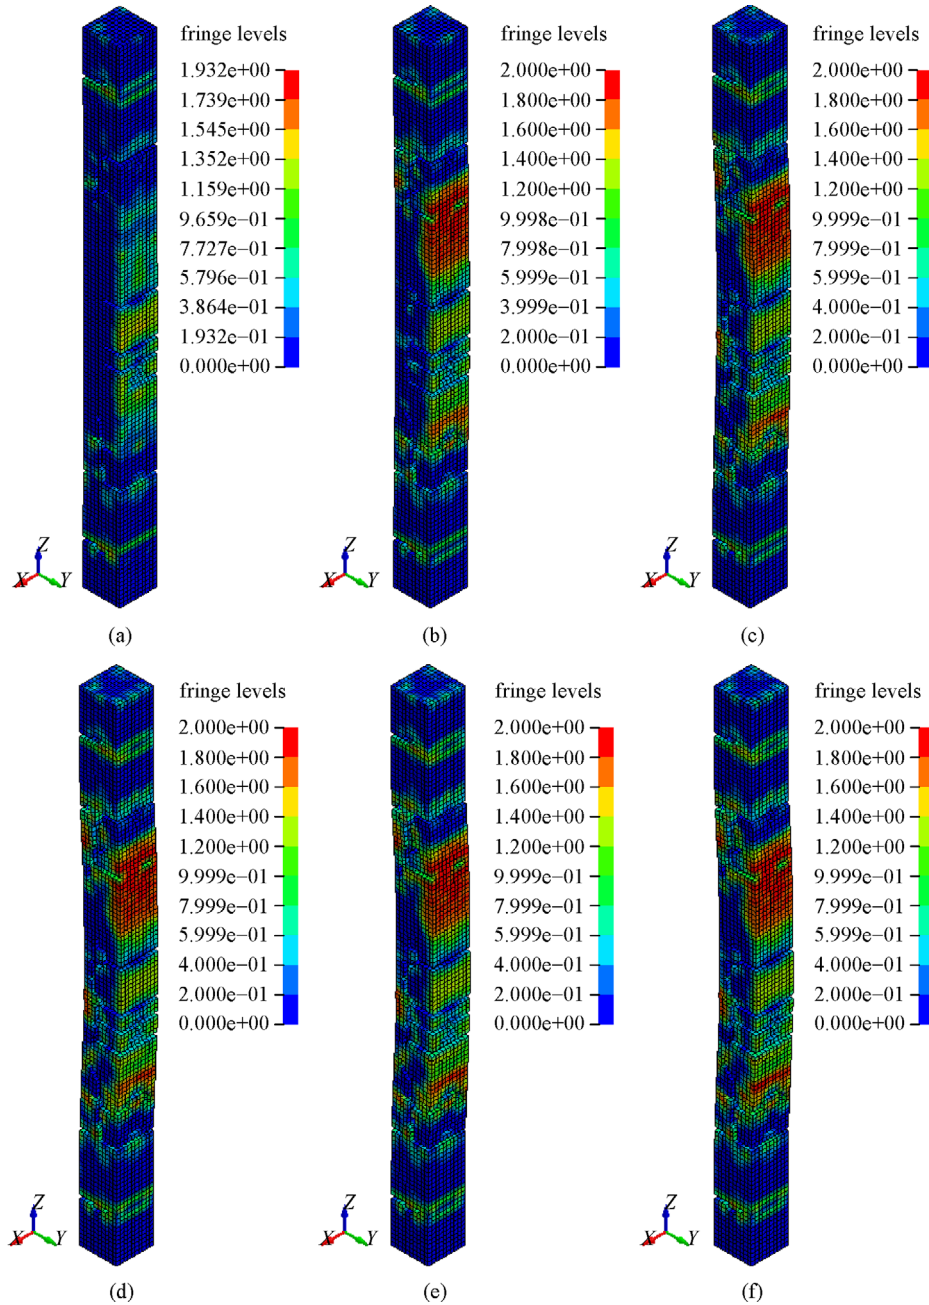 fringe levels
1.932e+00
1.739e+00
1.545e+00
1.352e+00
1.159e+00
9.659e−01
7.727e−01
5.796e−01
3.864e−01
1.932e−01
0.000e+00
Z
X
Y
(a)
fringe levels
2.000e+00
1.800e+00
1.600e+00
1.400e+00
1.200e+00
9.998e−01
7.998e−01
5.999e−01
3.999e−01
2.000e−01
0.000e+00
Z
X
Y
(b)
fringe levels
2.000e+00
1.800e+00
1.600e+00
1.400e+00
1.200e+00
9.999e−01
7.999e−01
5.999e−01
4.000e−01
2.000e−01
0.000e+00
Z
X
Y
(c)
fringe levels
2.000e+00
1.800e+00
1.600e+00
1.400e+00
1.200e+00
9.999e−01
7.999e−01
5.999e−01
4.000e−01
2.000e−01
0.000e+00
Z
X
Y
(d)
fringe levels
2.000e+00
1.800e+00
1.600e+00
1.400e+00
1.200e+00
9.999e−01
7.999e−01
5.999e−01
4.000e−01
2.000e−01
0.000e+00
Z
X
Y
(e)
fringe levels
2.000e+00
1.800e+00
1.600e+00
1.400e+00
1.200e+00
9.999e−01
7.999e−01
5.999e−01
4.000e−01
2.000e−01
0.000e+00
Z
X
Y
(f)